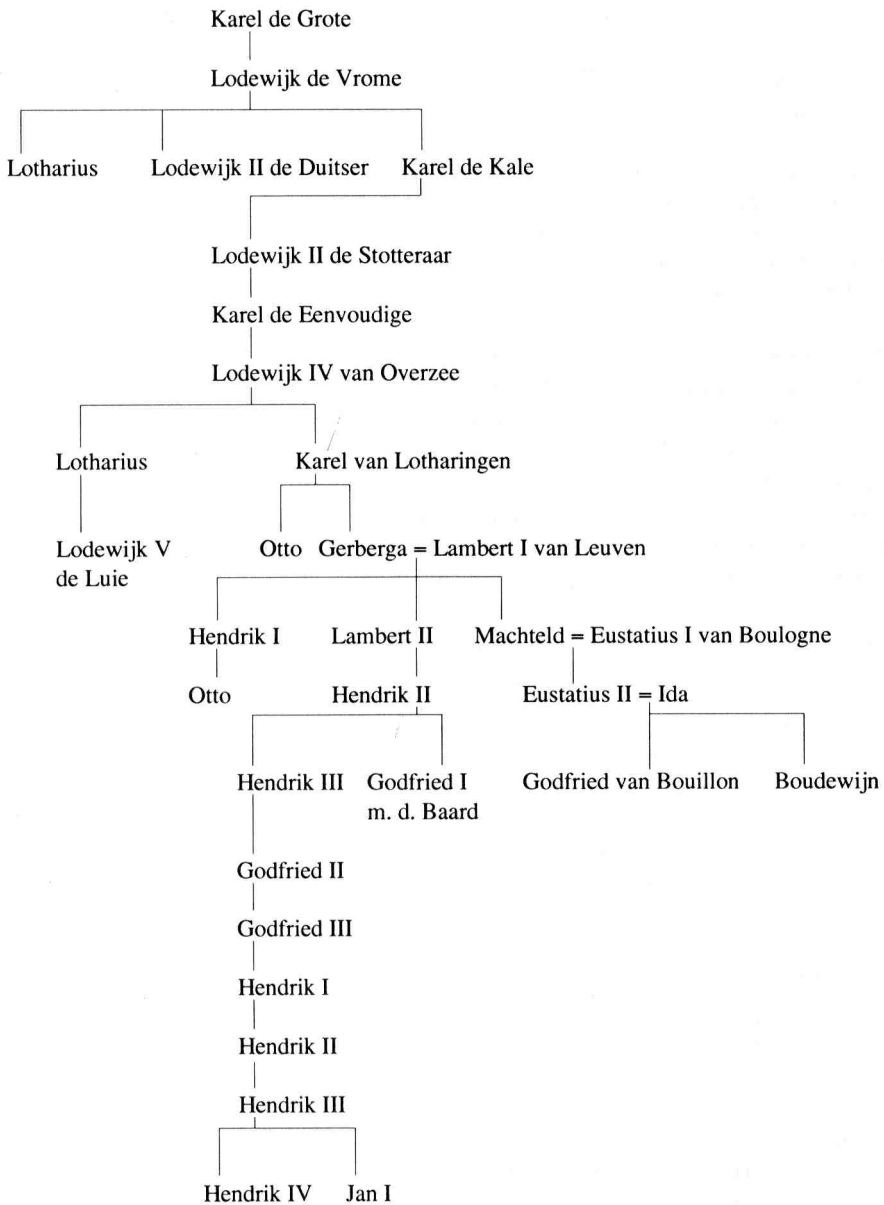 Karel de Grote
Lodewijk de Vrome
Lotharius Lodewijk II de Duitser Karel de Kale
Lodewijk II de Stotteraar
Karel de Eenvoudige
Lodewijk IV van Overzee
Lotharius Karel van Lotharingen
Lodewijk V
de Luie
Otto Gerberga = Lambert I van Leuven
Hendrik I Lambert II Machteld = Eustatius I van Boulogne
Otto Hendrik II Eustatius II = Ida
Hendrik III Godfried I
m. d. Baard
Godfried van Bouillon Boudewijn
Godfried II
Godfried III
Hendrik I
Hendrik II
Hendrik III
Hendrik IV Jan I